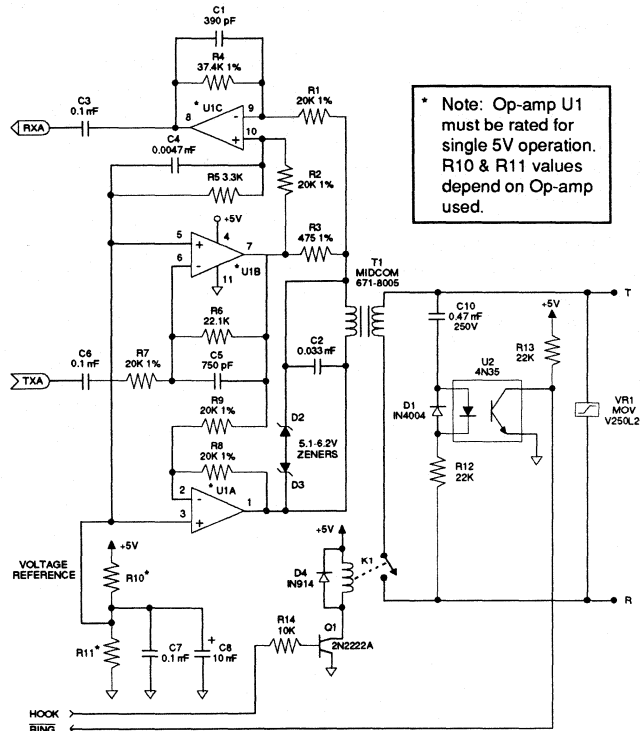 C1
390 pF
R4
37.4K 1%
C3
0.1 mF
RXA
* U1C
8
9
10
R1
20K 1%
C4
0.0047 mF
R5 3.3K
R2
20K 1%
* Note: Op-amp U1
must be rated for
single 5V operation.
R10 & R11 values
depend on Op-amp
used.
+5V
5
4
7
6
11
* U1B
R3
475 1%
T1
MIDCOM
671-8005
T
C10
0.47 mF
250V
+5V
R13
22K
U2
4N35
R6
22.1K
C2
0.033 mF
C6
0.1 mF
R7
20K 1%
C5
750 pF
TXA
VR1
MOV
V250L2
D1
IN4004
R9
20K 1%
D2
5.1-6.2V
ZENERS
R8
20K 1%
D3
R12
22K
* U1A
2
1
3
VOLTAGE
REFERENCE
+5V
R10*
+5V
K1
D4
IN914
R
R14
10K
Q1
2N2222A
R11*
C7
0.1 mF
+
C8
10 mF
HOOK
RING